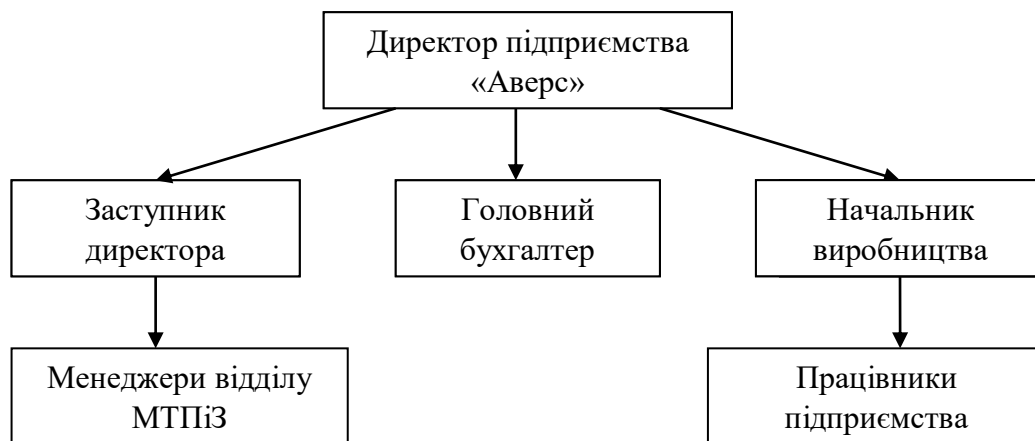 Директор підприємства
«Аверс»
Заступник
директора
Головний
бухгалтер
Начальник
виробництва
Менеджери відділу
МТПіЗ
Працівники
підприємства